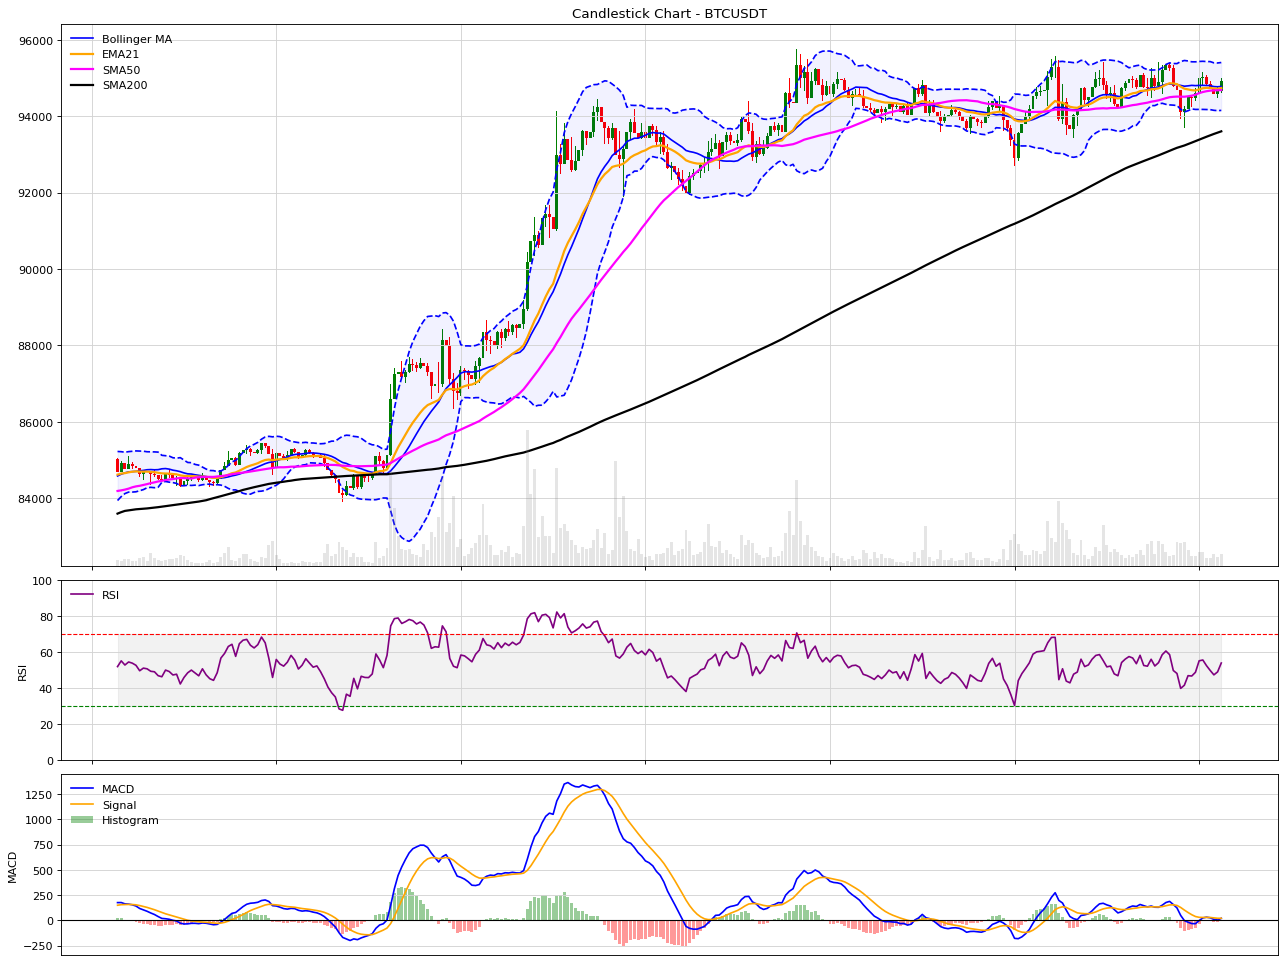 Candlestick Chart - BTCUSDT
96000
94000
92000
90000
88000
86000
84000
Bollinger MA
EMA21
SMA50
SMA200
100
80
60
40
20
0
RSI
RSI
1250
1000
750
500
250
0
−250
MACD
MACD
Signal
Histogram